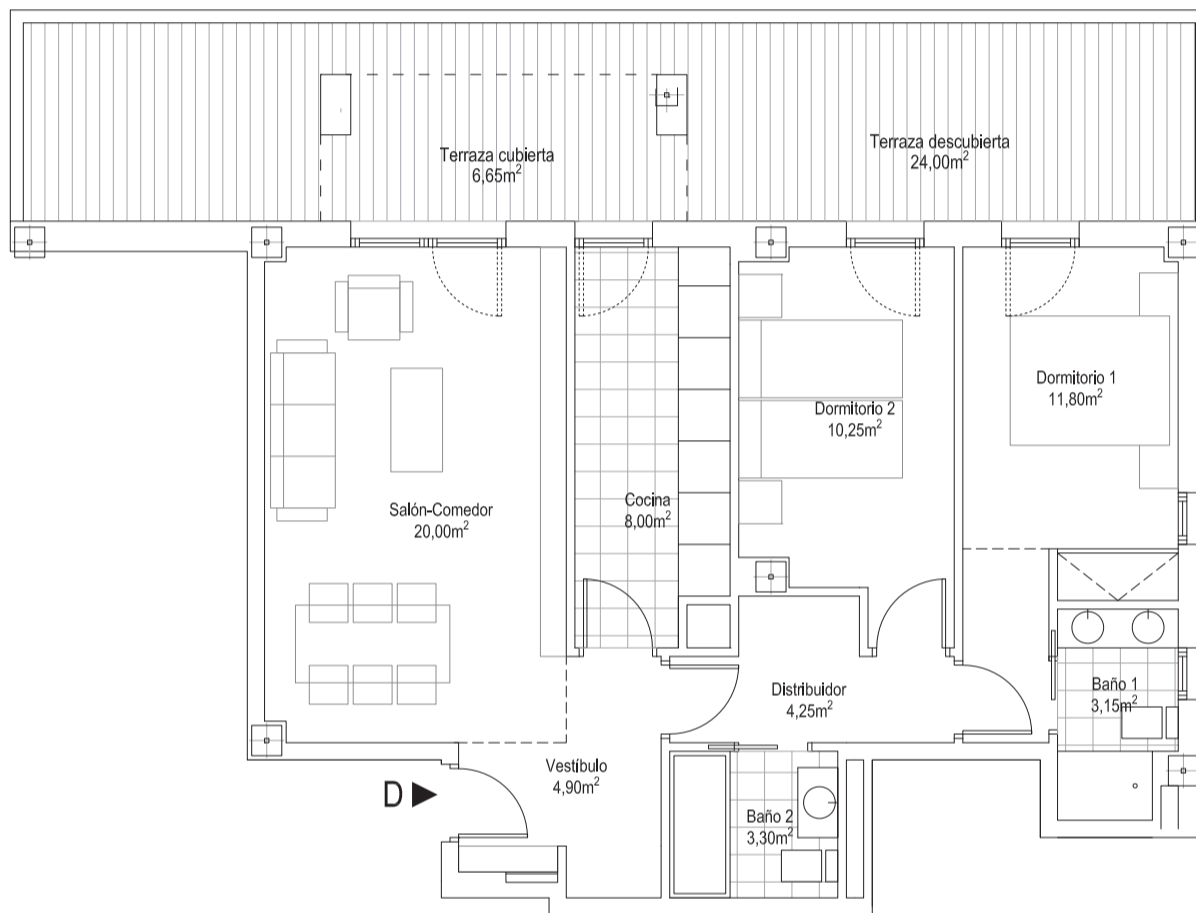 Terraza cubierta
6,65m²
Terraza descubierta
24,00m²
Dormitorio 1
11,80m²
Dormitorio 2
10,25m²
Salón-Comedor
20,00m²
Cocina
8,00m²
Baño 1
3,15m²
Distribuidor
4,25m²
Vestíbulo
4,90m²
D
Baño 2
3,30m²